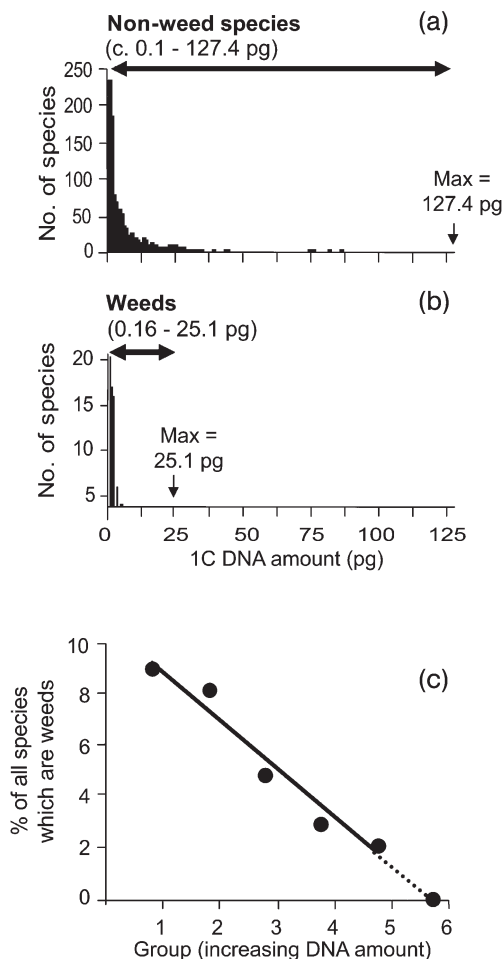 Non-weed species
(a)
(c. 0.1 - 127.4 pg)
250
200
150
100
50
0
No. of species
Max =
127.4 pg
Weeds
(b)
(0.16 - 25.1 pg)
20
15
10
5
No. of species
Max =
25.1 pg
0 25 50 75 100 125
1C DNA amount (pg)
(c)
10
8
6
4
2
0
% of all species
which are weeds
1 2 3 4 5 6
Group (increasing DNA amount)